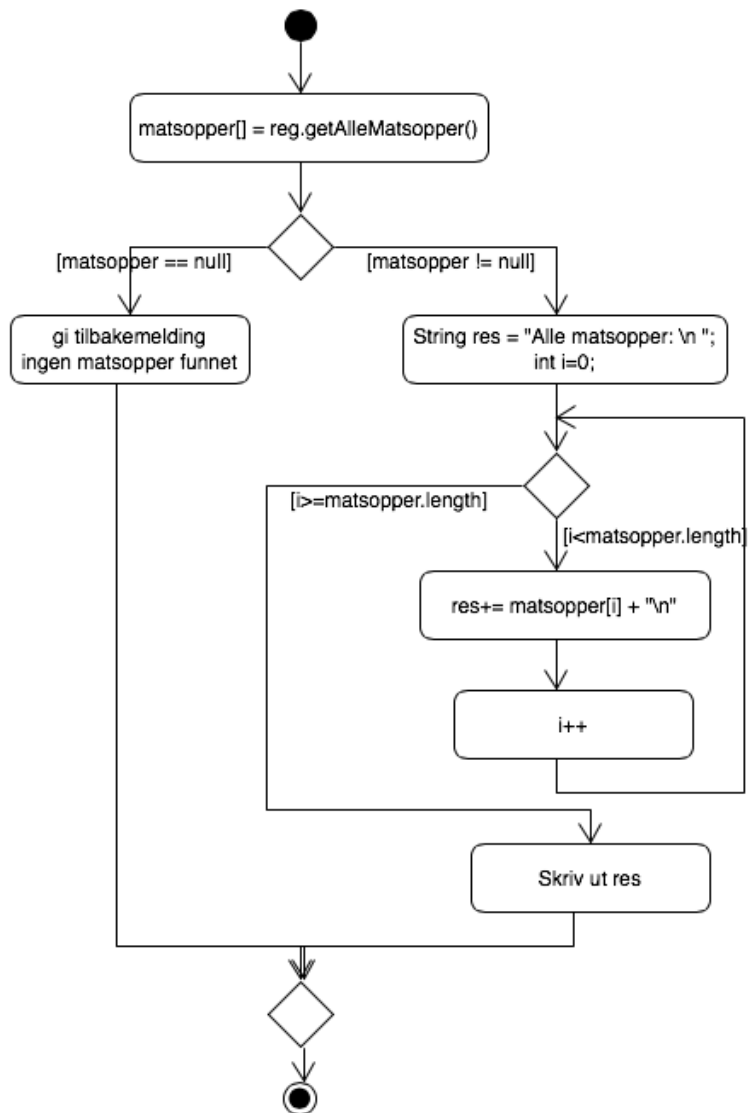 matsopper[] = reg.getAlleMatsopper()
[matsopper == null]
[matsopper != null]
gi tilbakemelding
ingen matsopper funnet
String res = "Alle matsopper: \n ";
int i=0;
[i>=matsopper.length]
[i<matsopper.length]
res+= matsopper[i] + "\n"
i++
Skriv ut res